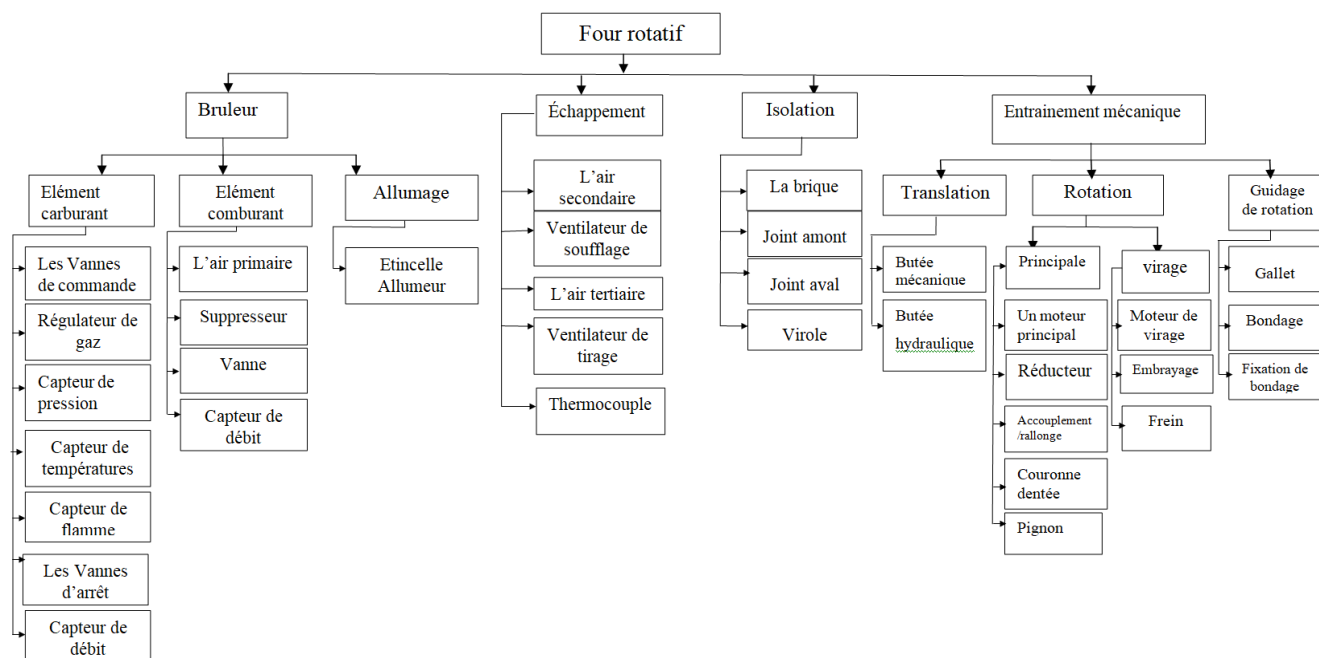 Four rotatif
Bruleur
Échappement
Isolation
Entrainement mécanique
Elément
carburant
Elément
comburant
Allumage
Les Vannes
de commande
Régulateur de
gaz
Capteur de
pression
Capteur de
températures
Capteur de
flamme
Les Vannes
d’arrêt
Capteur de
débit
L’air primaire
Suppresseur
Vanne
Capteur de
débit
Etincelle
Allumeur
L’air
secondaire
Ventilateur de
soufflage
L’air tertiaire
Ventilateur de
tirage
Thermocouple
La brique
Joint amont
Joint aval
Virole
Translation
Rotation
Guidage
de rotation
Butée
mécanique
Butée
hydraulique
Principale
Un moteur
principal
Réducteur
Accouplement
/rallonge
Couronne
dentée
Pignon
virage
Moteur de
virage
Embrayage
Frein
Gallet
Bondage
Fixation de
bondage